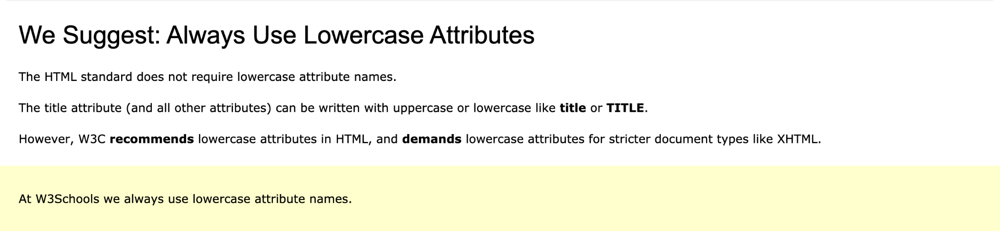 We Suggest: Always Use Lowercase Attributes
The HTML standard does not require lowercase attribute names.
The title attribute (and all other attributes) can be written with uppercase or lowercase like title or TITLE.
However, W3C recommends lowercase attributes in HTML, and demands lowercase attributes for stricter document types like XHTML.
At W3Schools we always use lowercase attribute names.